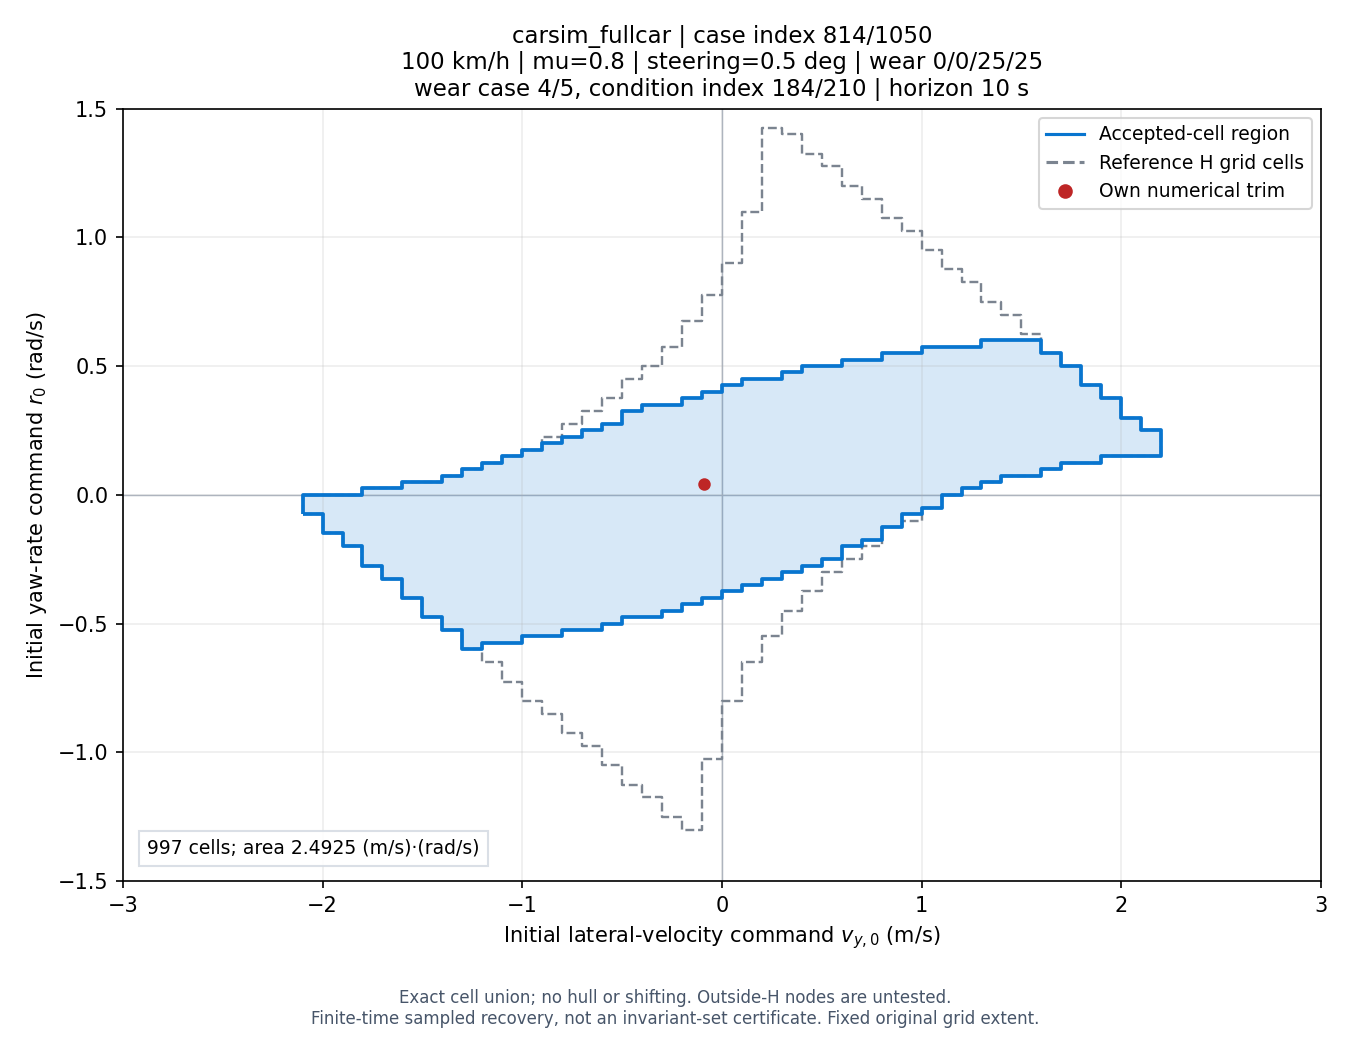 carsim_fullcar | case index 814/1050
100 km/h | mu=0.8 | steering=0.5 deg | wear 0/0/25/25
wear case 4/5, condition index 184/210 | horizon 10 s
Accepted-cell region
Reference H grid cells
Own numerical trim
1.5
1.0
0.5
0.0
−0.5
−1.0
−1.5
Initial yaw-rate command r₀ (rad/s)
997 cells; area 2.4925 (m/s)·(rad/s)
−3
−2
−1
0
1
2
3
Initial lateral-velocity command v_{y,0} (m/s)
Exact cell union; no hull or shifting. Outside-H nodes are untested.
Finite-time sampled recovery, not an invariant-set certificate. Fixed original grid extent.